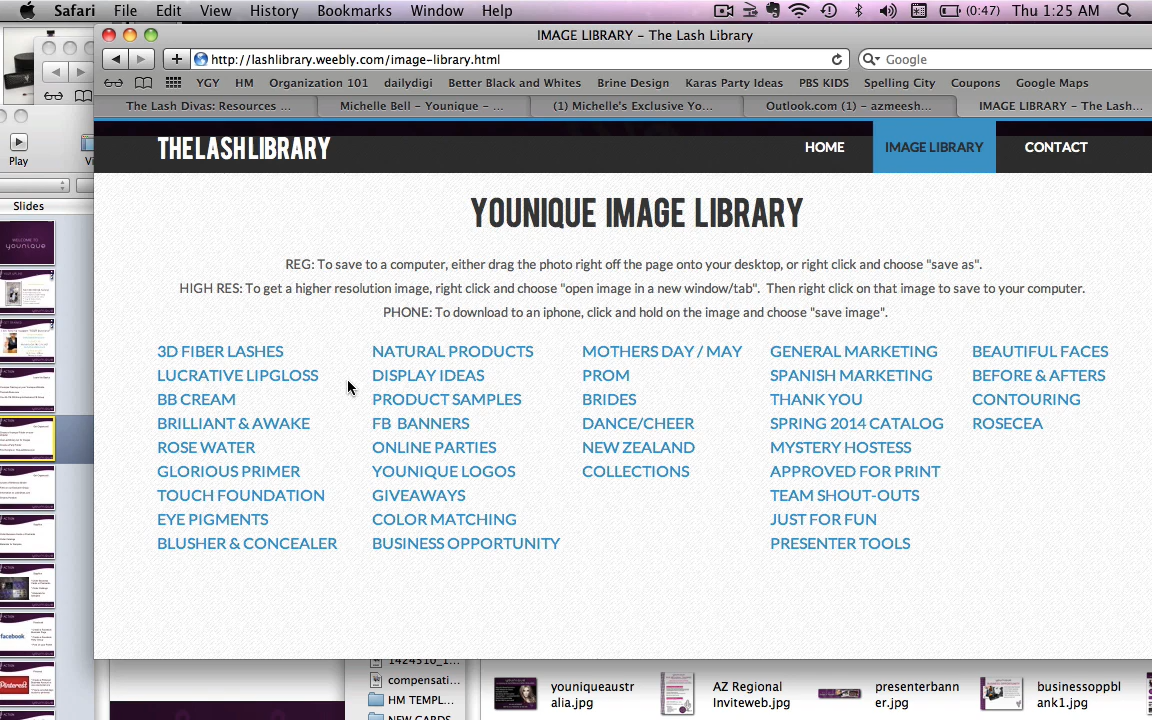 Safari File Edit View History Bookmarks Window Help (0:47) Thu 1:25 AM
IMAGE LIBRARY – The Lash Library
http://lashlibrary.weebly.com/image-library.html
Google
YGY HM Organization 101 dailydigi Better Black and Whites Brine Design Karas Party Ideas PBS KIDS Spelling City Coupons Google Maps
The Lash Divas: Resources ... Michelle Bell – Younique – ... (1) Michelle's Exclusive Yo... Outlook.com (1) – azmeesh... IMAGE LIBRARY – The Lash...
THE LASH LIBRARY
HOME IMAGE LIBRARY CONTACT
YOUNIQUE IMAGE LIBRARY
REG: To save to a computer, either drag the photo right off the page onto your desktop, or right click and choose "save as".
HIGH RES: To get a higher resolution image, right click and choose "open image in a new window/tab". Then right click on that image to save to your computer.
PHONE: To download to an iphone, click and hold on the image and choose "save image".
3D FIBER LASHES
LUCRATIVE LIPGLOSS
BB CREAM
BRILLIANT & AWAKE
ROSE WATER
GLORIOUS PRIMER
TOUCH FOUNDATION
EYE PIGMENTS
BLUSHER & CONCEALER
NATURAL PRODUCTS
DISPLAY IDEAS
PRODUCT SAMPLES
FB BANNERS
ONLINE PARTIES
YOUNIQUE LOGOS
GIVEAWAYS
COLOR MATCHING
BUSINESS OPPORTUNITY
MOTHERS DAY / MAY
PROM
BRIDES
DANCE/CHEER
NEW ZEALAND
COLLECTIONS
GENERAL MARKETING
SPANISH MARKETING
THANK YOU
SPRING 2014 CATALOG
MYSTERY HOSTESS
APPROVED FOR PRINT
TEAM SHOUT-OUTS
JUST FOR FUN
PRESENTER TOOLS
BEAUTIFUL FACES
BEFORE & AFTERS
CONTOURING
ROSECEA
Play
Vi
Slides
WELCOME TO
younique
facebook
Pinterest
compensati...
HM TEMPL...
NEW CARDS
youniqueaustr
alia.jpg
AZ Regional
Inviteweb.jpg
presenterbann
er.jpg
businessoppbl
ank1.jpg